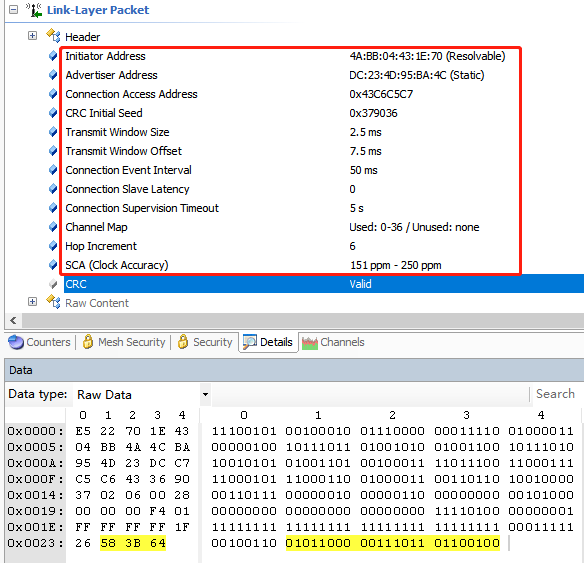 Link-Layer Packet
Header
Initiator Address 4A:BB:04:43:1E:70 (Resolvable)
Advertiser Address DC:23:4D:95:BA:4C (Static)
Connection Access Address 0x43C6C5C7
CRC Initial Seed 0x379036
Transmit Window Size 2.5 ms
Transmit Window Offset 7.5 ms
Connection Event Interval 50 ms
Connection Slave Latency 0
Connection Supervision Timeout 5 s
Channel Map Used: 0-36 / Unused: none
Hop Increment 6
SCA (Clock Accuracy) 151 ppm - 250 ppm
CRC Valid
Raw Content
Counters Mesh Security Security Details Channels
Data
Data type: Raw Data Search
0 1 2 3 4 0 1 2 3 4
0x0000: E5 22 70 1E 43 11100101 00100010 01110000 00011110 01000011
0x0005: 04 BB 4A 4C BA 00000100 10111011 01001010 01001100 10111010
0x000A: 95 4D 23 DC C7 10010101 01001101 00100011 11011100 11000111
0x000F: C5 C6 43 36 90 11000101 11000110 01000011 00110110 10010000
0x0014: 37 02 06 00 28 00110111 00000010 00000110 00000000 00101000
0x0019: 00 00 00 F4 01 00000000 00000000 00000000 11110100 00000001
0x001E: FF FF FF FF 1F 11111111 11111111 11111111 11111111 00011111
0x0023: 26 58 3B 64 00100110 01011000 00111011 01100100